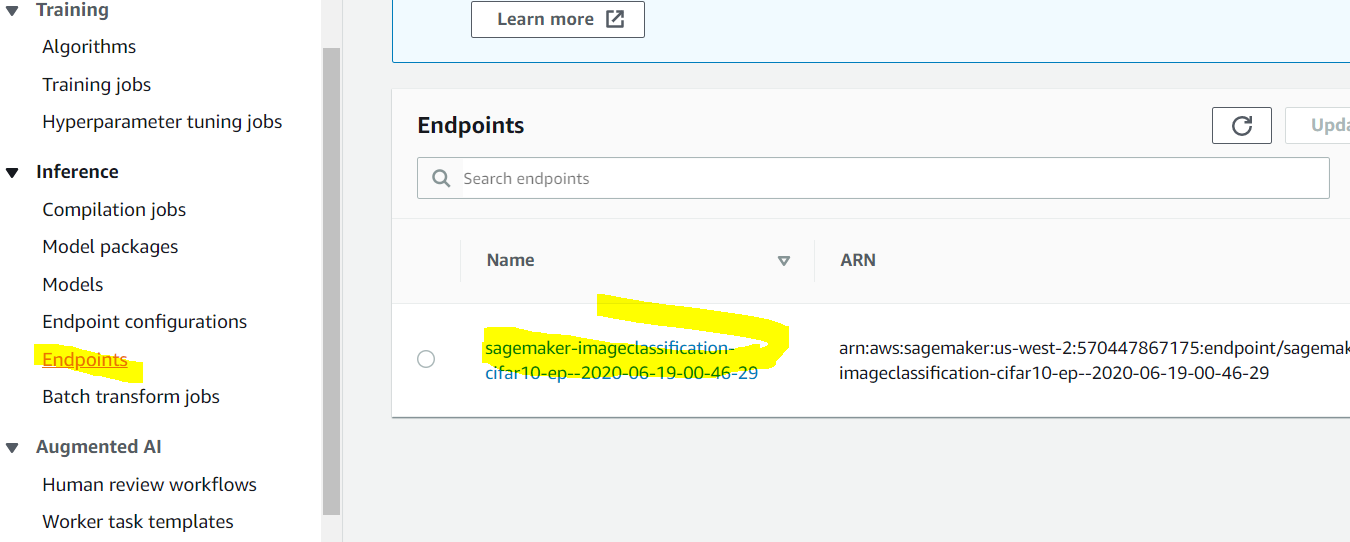 Training
Algorithms
Training jobs
Hyperparameter tuning jobs
Inference
Compilation jobs
Model packages
Models
Endpoint configurations
Endpoints
Batch transform jobs
Augmented AI
Human review workflows
Worker task templates
Learn more
Endpoints
Upda
Search endpoints
Name
ARN
sagemaker-imageclassification-
cifar10-ep--2020-06-19-00-46-29
arn:aws:sagemaker:us-west-2:570447867175:endpoint/sagemak
imageclassification-cifar10-ep--2020-06-19-00-46-29